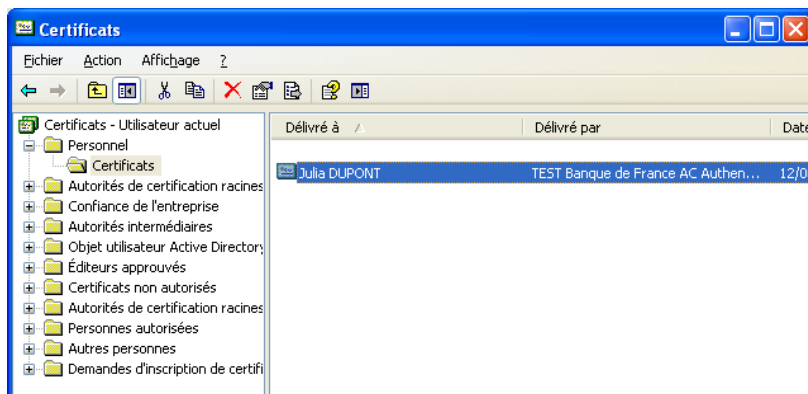 Certificats
Fichier Action Affichage ?
Certificats - Utilisateur actuel
Personnel
Certificats
Autorités de certification racines
Confiance de l'entreprise
Autorités intermédiaires
Objet utilisateur Active Directory
Éditeurs approuvés
Certificats non autorisés
Autorités de certification racines
Personnes autorisées
Autres personnes
Demandes d'inscription de certifi
Délivré à Délivré par Date
Julia DUPONT TEST Banque de France AC Authen... 12/0